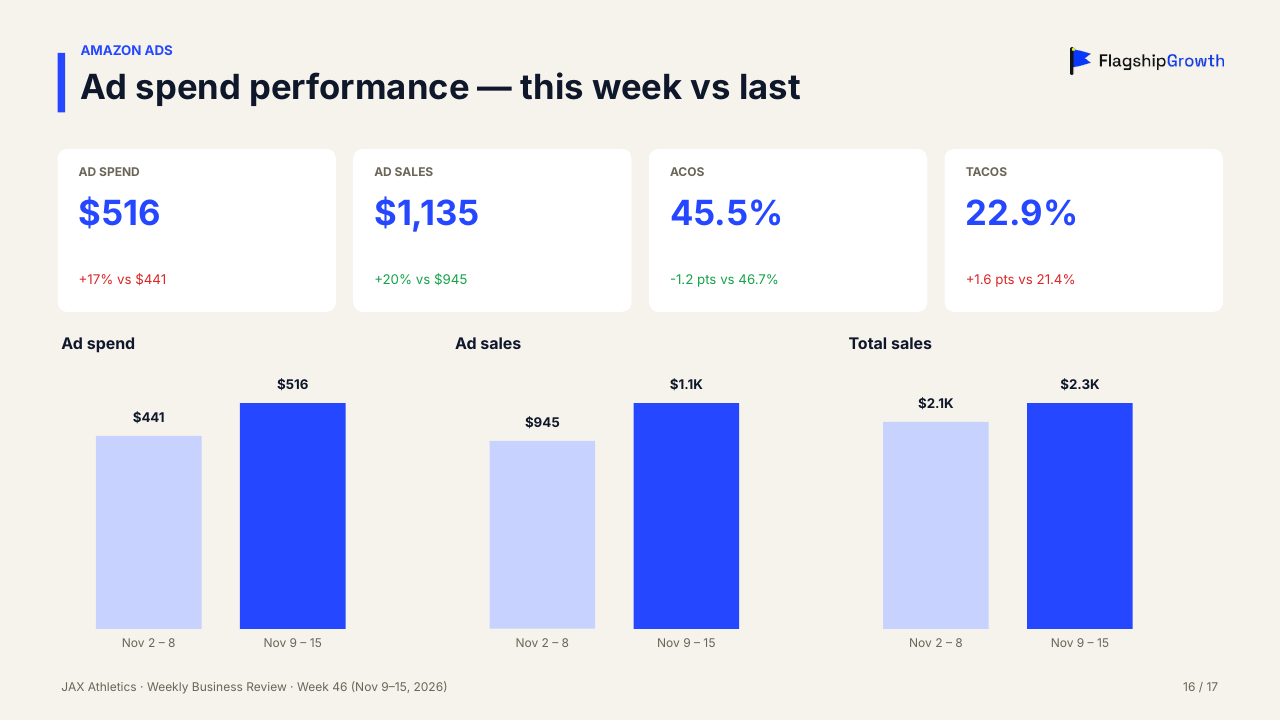 AMAZON ADS
Ad spend performance — this week vs last
FlagshipGrowth
AD SPEND
$516
+17% vs $441
AD SALES
$1,135
+20% vs $945
ACOS
45.5%
-1.2 pts vs 46.7%
TACOS
22.9%
+1.6 pts vs 21.4%
Ad spend
$441
$516
Nov 2 – 8
Nov 9 – 15
Ad sales
$945
$1.1K
Nov 2 – 8
Nov 9 – 15
Total sales
$2.1K
$2.3K
Nov 2 – 8
Nov 9 – 15
JAX Athletics · Weekly Business Review · Week 46 (Nov 9–15, 2026)
16 / 17